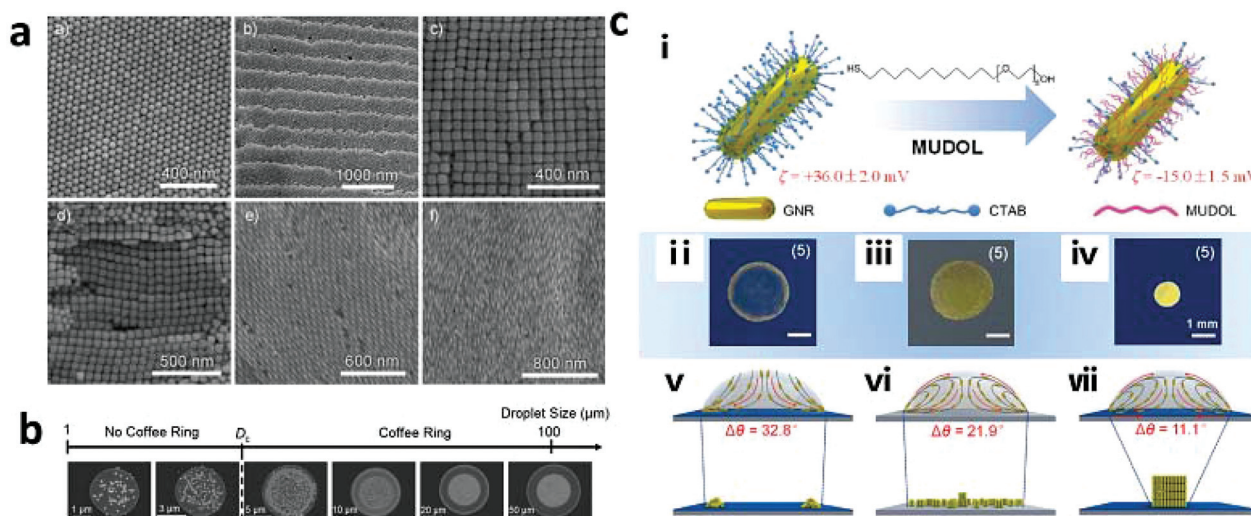 a
a)
400 nm
b)
1000 nm
c)
400 nm
d)
500 nm
e)
600 nm
f)
800 nm
b
Droplet Size (µm)
1
No Coffee Ring
Dc
Coffee Ring
100
1 µm
3 µm
5 µm
10 µm
20 µm
50 µm
c
i
HS
O
OH
MUDOL
ζ = +36.0 ± 2.0 mV
ζ = -15.0 ± 1.5 mV
GNR
CTAB
MUDOL
ii
(5)
iii
(5)
iv
(5)
1 mm
v
Δθ = 32.8°
vi
Δθ = 21.9°
vii
Δθ = 11.1°